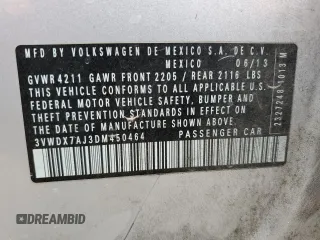 MFD BY VOLKSWAGEN DE MEXICO S.A. DE C.V.
MEXICO 06/13
GVWR 4211 GAWR FRONT 2205 / REAR 2116 LBS
THIS VEHICLE CONFORMS TO ALL APPLICABLE U.S.
FEDERAL MOTOR VEHICLE SAFETY, BUMPER AND
THEFT PREVENTION STANDARDS IN EFFECT ON THE
DATE OF MANUFACTURE SHOWN ABOVE
3VWDX7AJ3DM450464 PASSENGER CAR
AUTOBIDMASTER